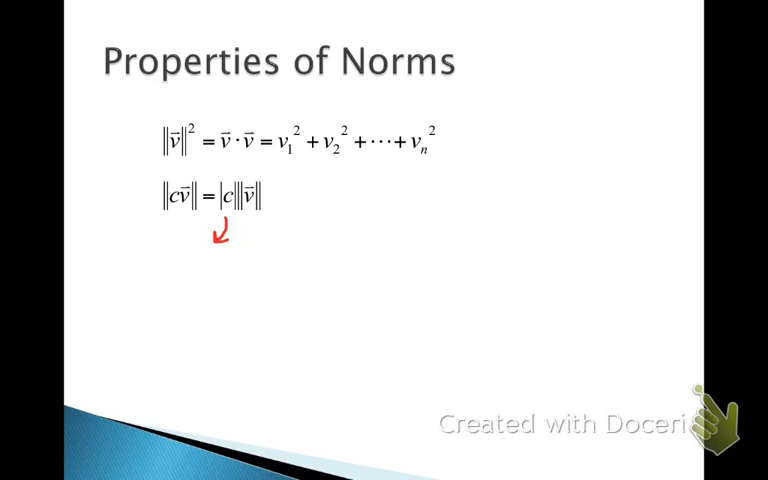 Properties of Norms
‖v⃗‖² = v⃗ · v⃗ = v₁² + v₂² + ⋯ + vₙ²
‖cv⃗‖ = |c|‖v⃗‖
Created with Doceri